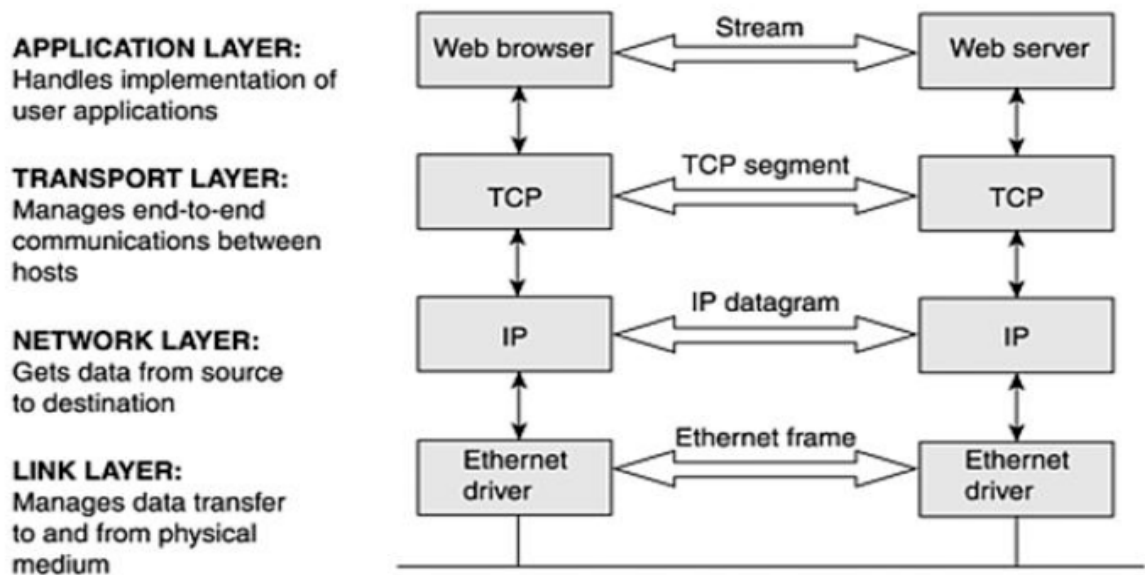 APPLICATION LAYER:
Handles implementation of
user applications
Web browser
Stream
Web server
TRANSPORT LAYER:
Manages end-to-end
communications between
hosts
TCP
TCP segment
TCP
NETWORK LAYER:
Gets data from source
to destination
IP
IP datagram
IP
LINK LAYER:
Manages data transfer
to and from physical
medium
Ethernet
driver
Ethernet frame
Ethernet
driver